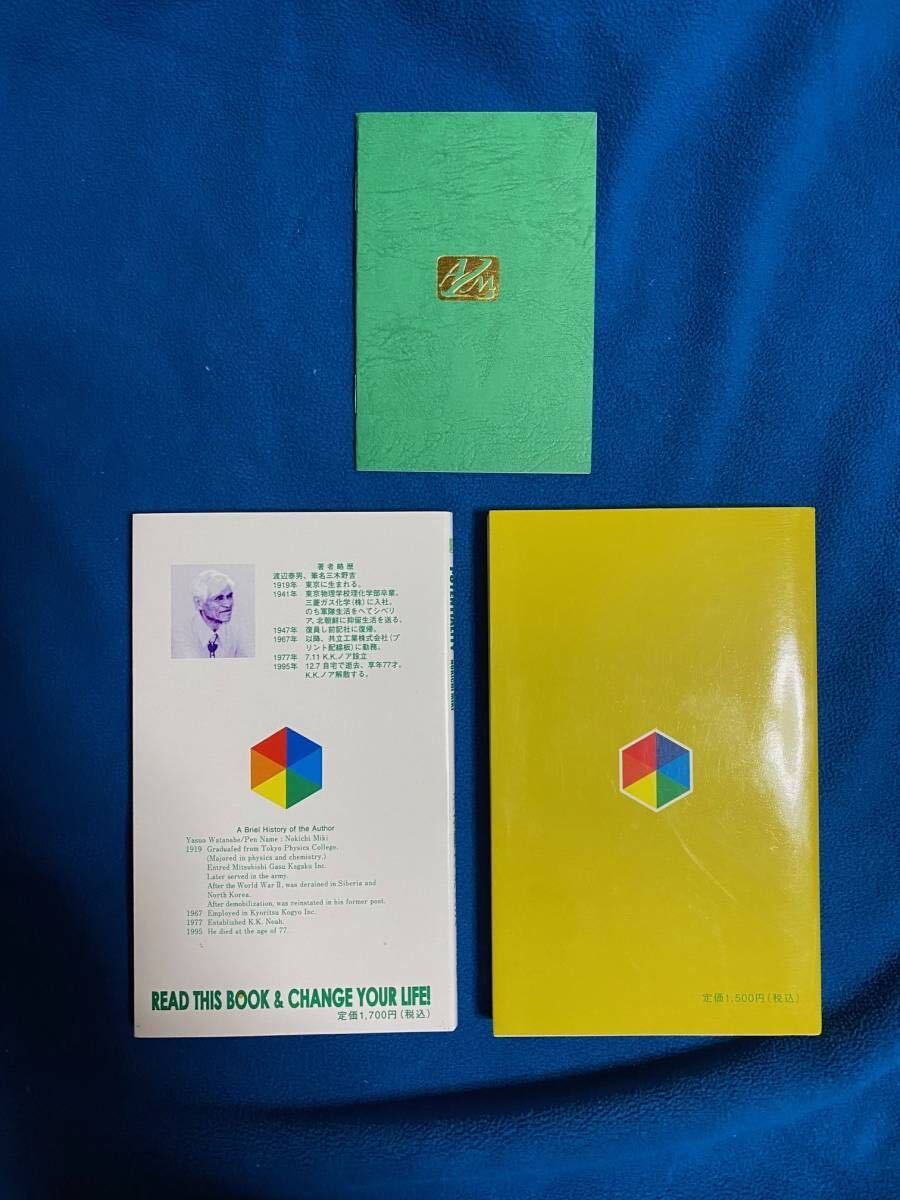 AM
著者略歴
渡辺泰男、筆名三木野吉
1919年 東京に生まれる。
1941年 東京物理学校理化学部卒業。
三菱ガス化学(株)に入社。
のち軍隊生活をへてシベリ
ア、北朝鮮に抑留生活を送る。
1947年 復員し前記社に復帰。
1967年 以降、共立工業株式会社(プ
リント配線板)に勤務。
1977年 7.11 K.K.ノア設立
1995年 12.7 自宅で逝去、享年77才。
K.K.ノア解散する。
A Brief History of the Author
Yasuo Watanabe/Pen Name : Nokichi Miki
1919 Graduated from Tokyo Physics College.
(Majored in physics and chemistry.)
Entred Mitsubishi Gasu Kagaku Inc.
Later served in the army.
After the World War II, was derained in Siberia and
North Korea.
After demobilization, was reinstated in his former post.
1967 Employed in Kyoritsu Kogyo Inc.
1977 Established K.K. Noah.
1995 He died at the age of 77.
READ THIS BOOK & CHANGE YOUR LIFE!
定価1,700円(税込)
定価1,500円(税込)